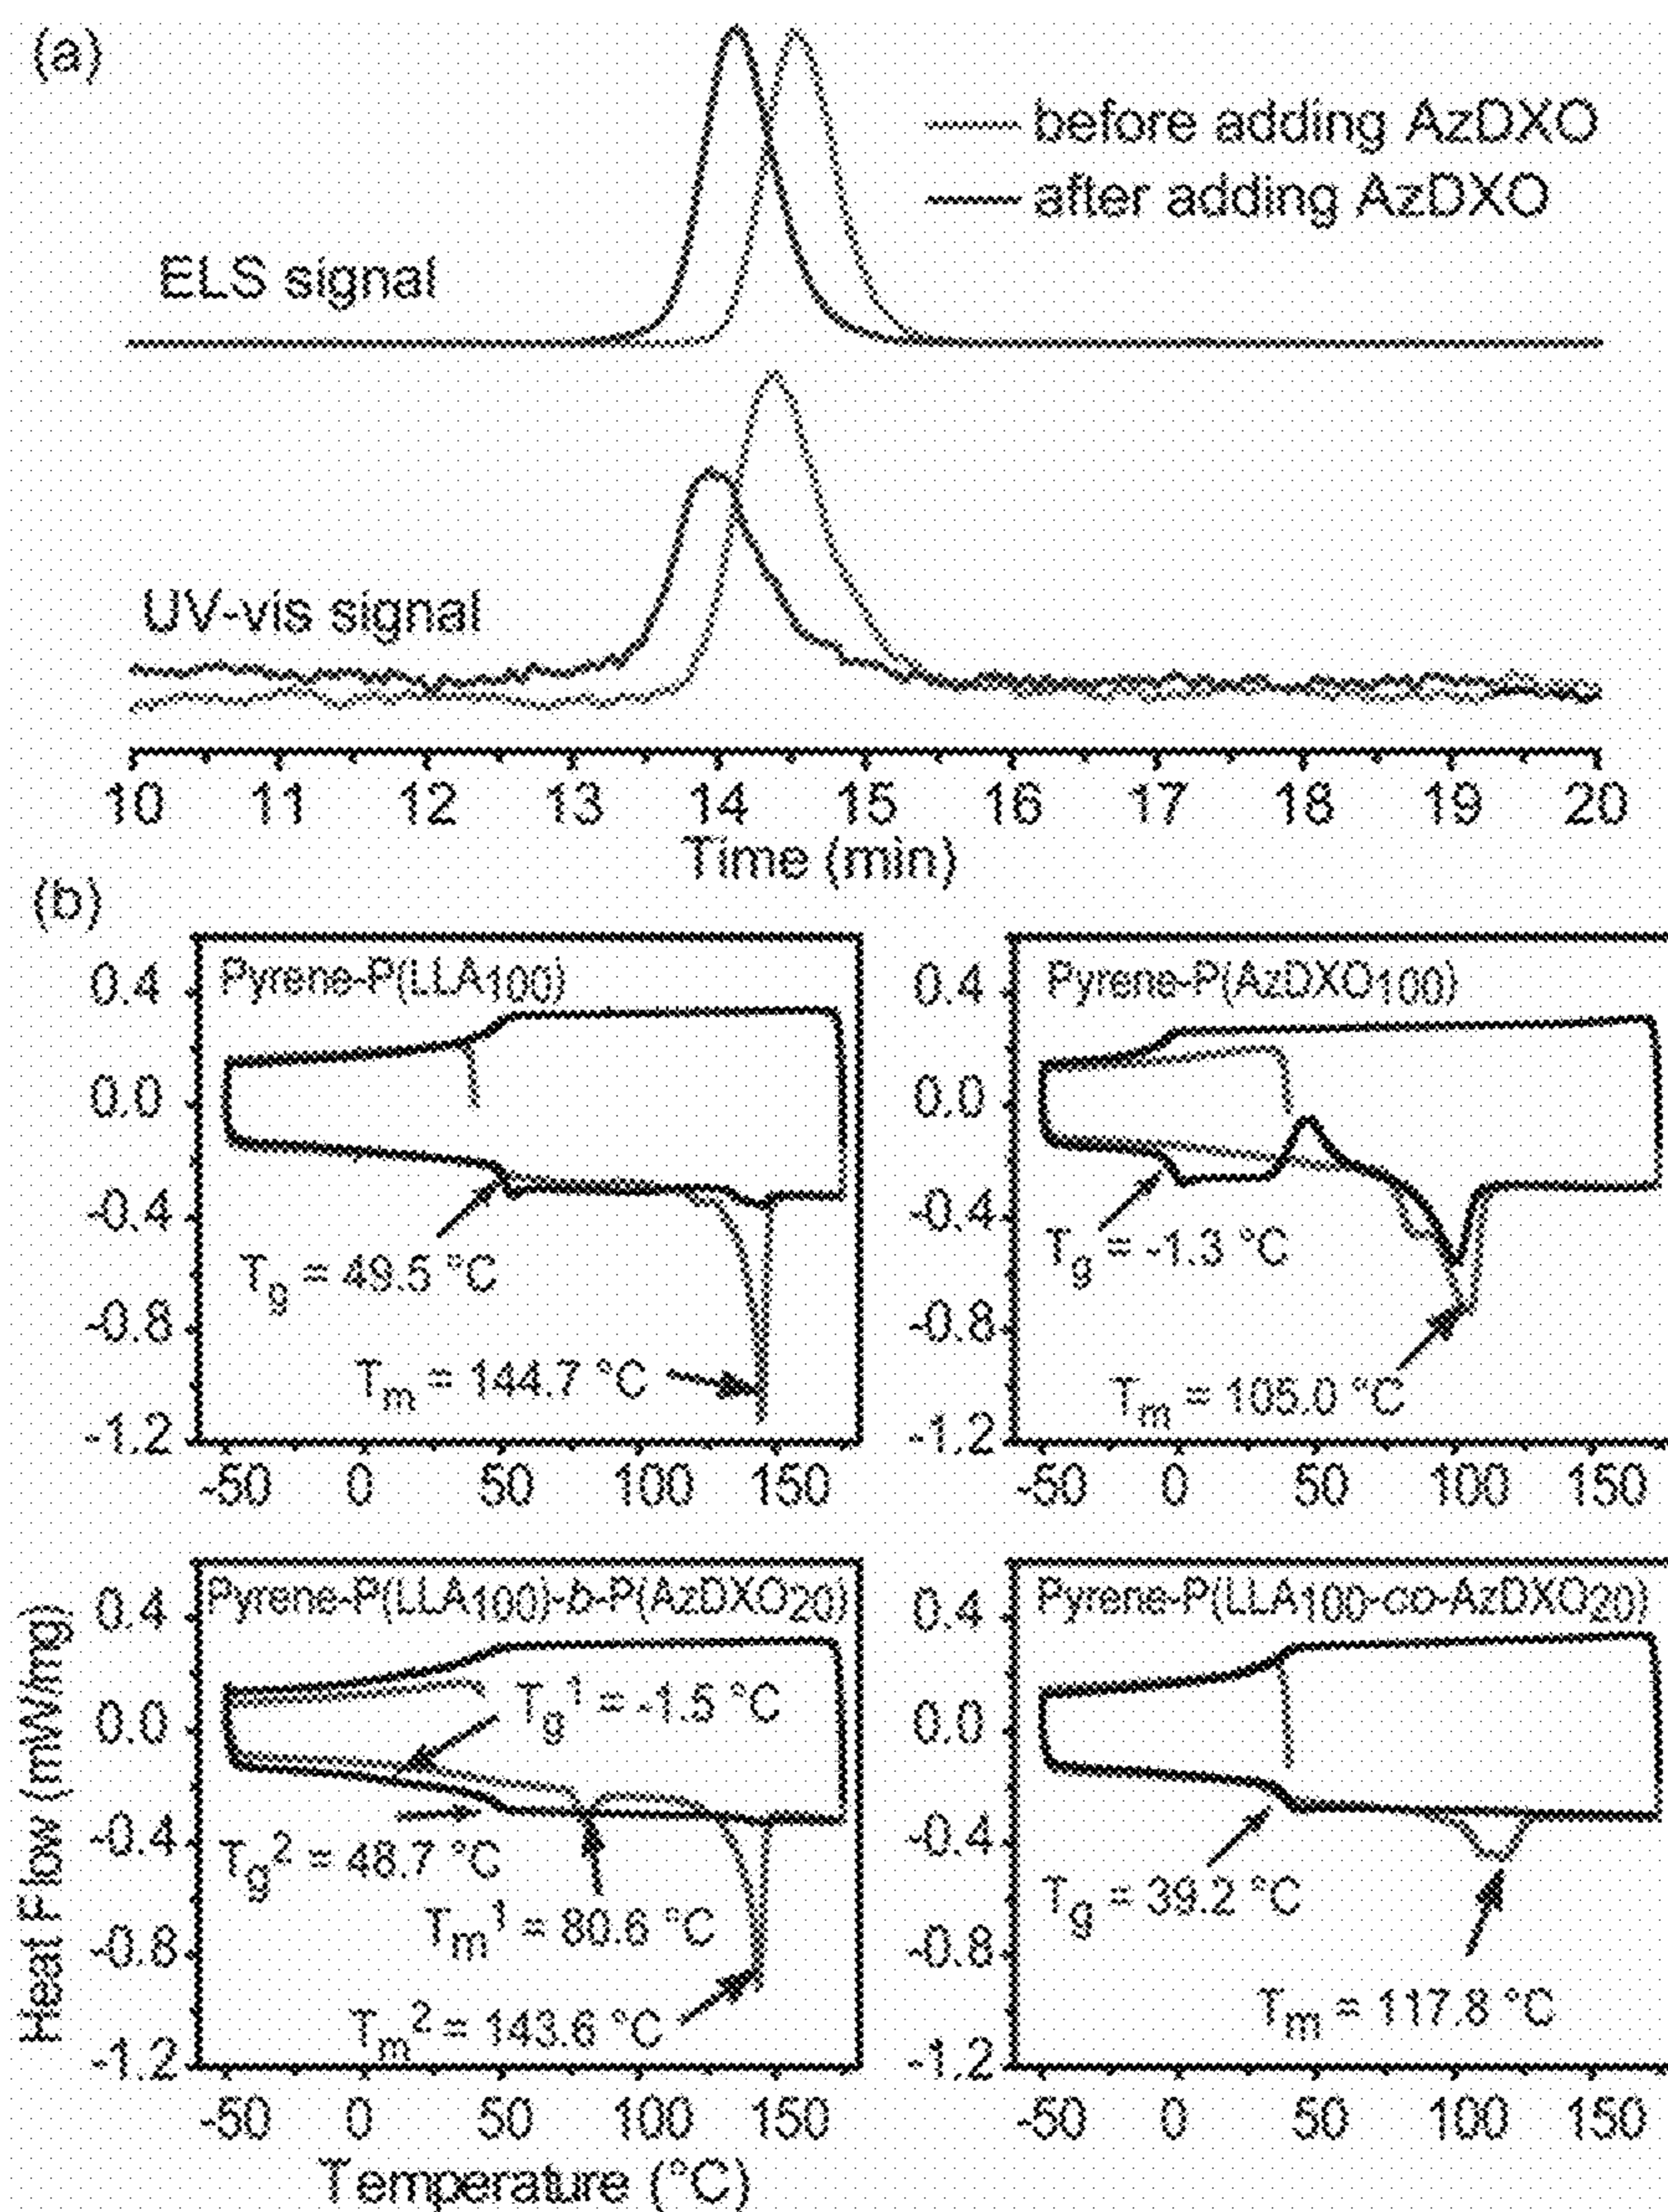 (a)
before adding AzDXO
after adding AzDXO
ELS signal
UV-vis signal
10 11 12 13 14 15 16 17 18 19 20
Time (min)
(b)
Pyrene-P(LLA100)
0.4
0.0
-0.4
-0.8
-1.2
Tg = 49.5 °C
Tm = 144.7 °C
-50 0 50 100 150
Pyrene-P(AzDXO100)
0.4
0.0
-0.4
-0.8
-1.2
Tg = -1.3 °C
Tm = 105.0 °C
-50 0 50 100 150
Pyrene-P(LLA100)-b-P(AzDXO20)
0.4
0.0
-0.4
-0.8
-1.2
Tg1 = -1.5 °C
Tg2 = 48.7 °C
Tm1 = 80.6 °C
Tm2 = 143.6 °C
-50 0 50 100 150
Pyrene-P(LLA100-co-AzDXO20)
0.4
0.0
-0.4
-0.8
-1.2
Tg = 39.2 °C
Tm = 117.8 °C
-50 0 50 100 150
Heat Flow (mW/mg)
Temperature (°C)